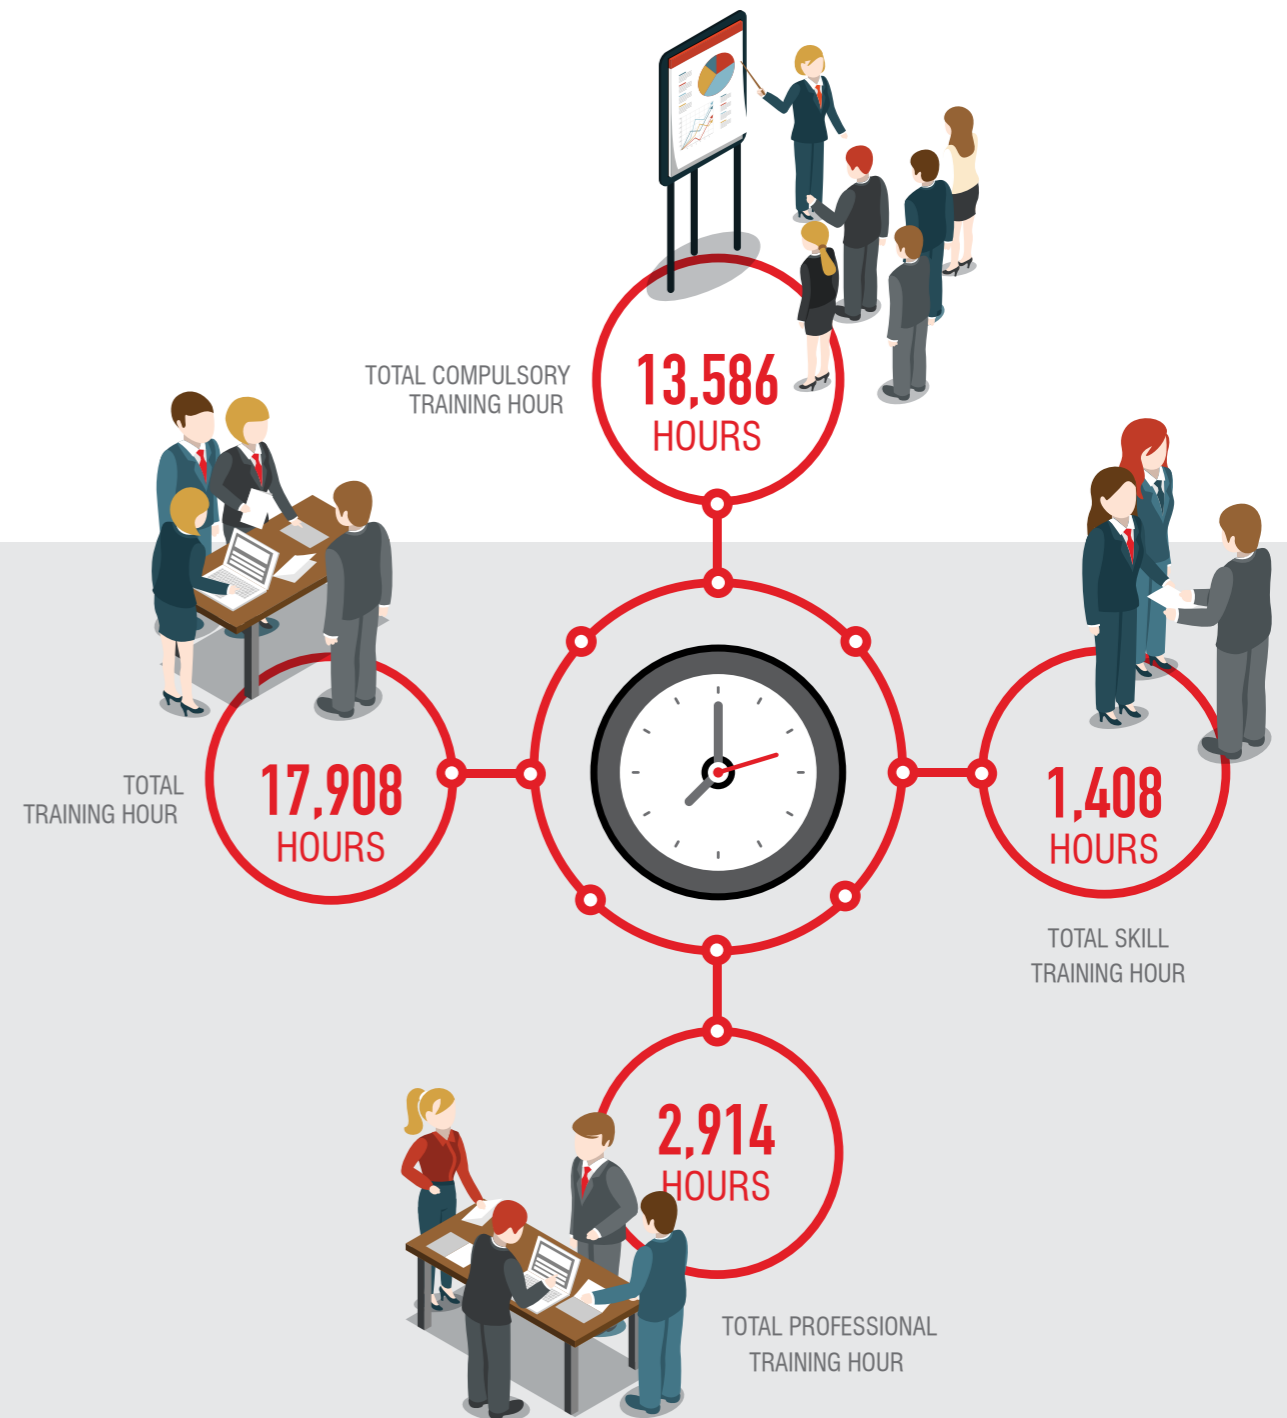 TOTAL COMPULSORY
TRAINING HOUR
13,586
HOURS
TOTAL
TRAINING HOUR
17,908
HOURS
1,408
HOURS
TOTAL SKILL
TRAINING HOUR
2,914
HOURS
TOTAL PROFESSIONAL
TRAINING HOUR